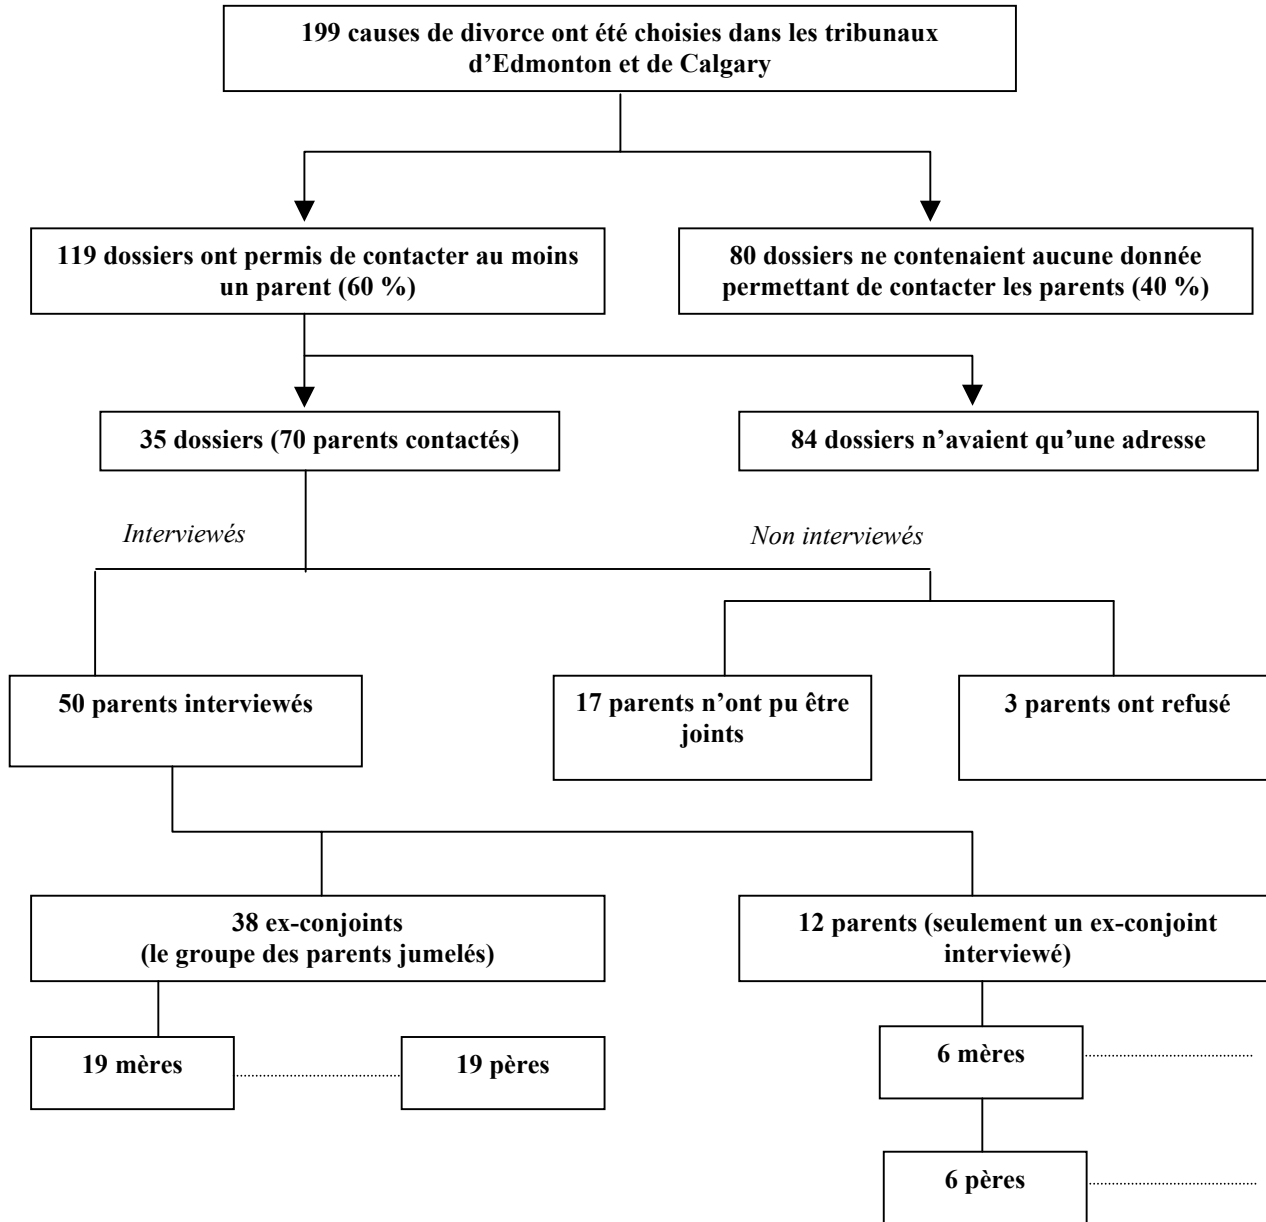 199 causes de divorce ont été choisies dans les tribunaux
d’Edmonton et de Calgary
119 dossiers ont permis de contacter au moins
un parent (60 %)
80 dossiers ne contenaient aucune donnée
permettant de contacter les parents (40 %)
35 dossiers (70 parents contactés)
84 dossiers n’avaient qu’une adresse
Interviewés
Non interviewés
50 parents interviewés
17 parents n’ont pu être
joints
3 parents ont refusé
38 ex-conjoints
(le groupe des parents jumelés)
12 parents (seulement un ex-conjoint
interviewé)
19 mères
19 pères
6 mères
6 pères